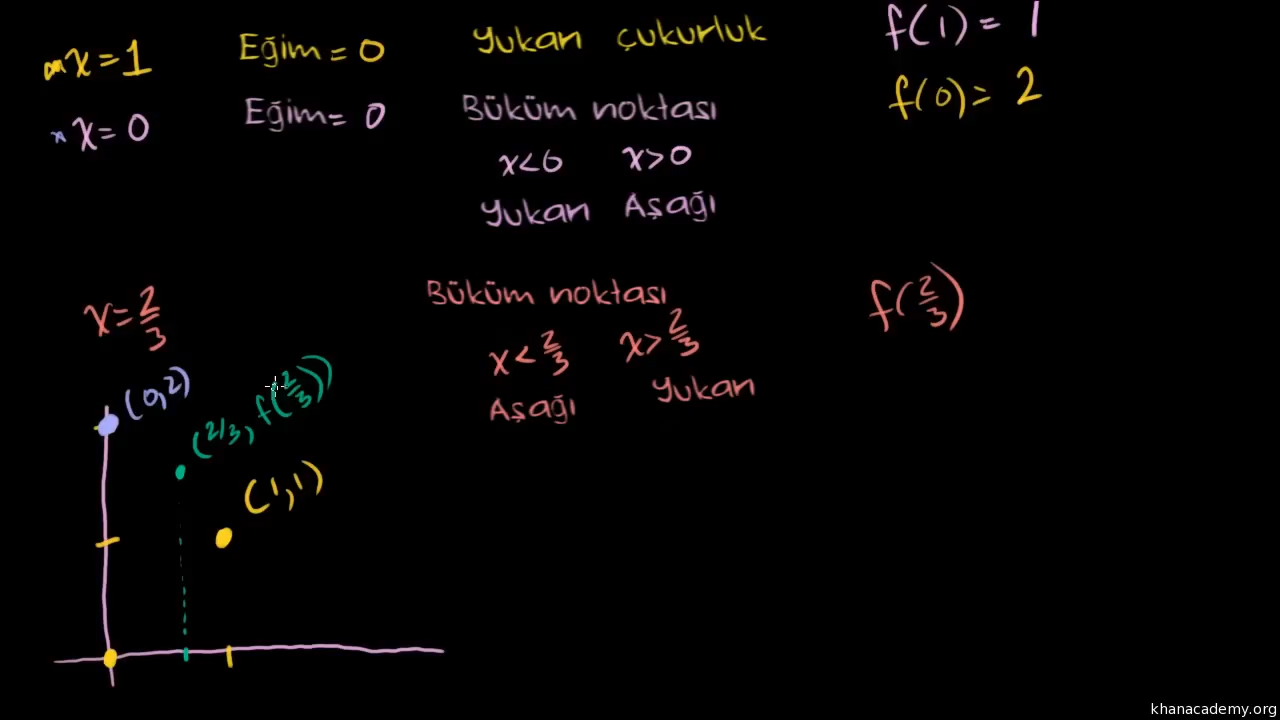 x = 1 Eğim = 0 Yukarı çukurluk f(1) = 1
x = 0 Eğim = 0 Büküm noktası f(0) = 2
x < 0 x > 0
Yukarı Aşağı
x = 2/3 Büküm noktası f(2/3)
x < 2/3 x > 2/3
Aşağı Yukarı
(0,2)
(2/3, f(2/3))
(1,1)
khanacademy.org